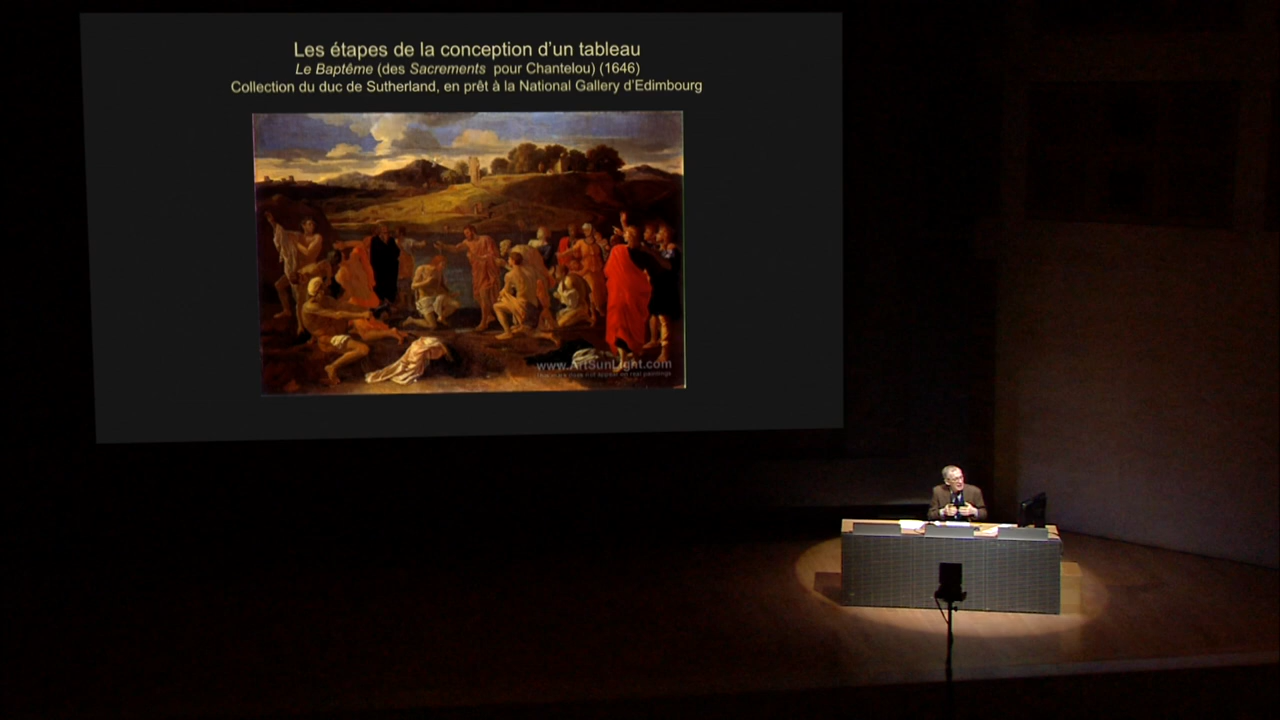 Les étapes de la conception d'un tableau
Le Baptême (des Sacrements pour Chantelou) (1646)
Collection du duc de Sutherland, en prêt à la National Gallery d'Edimbourg
www.ArtSunLight.com